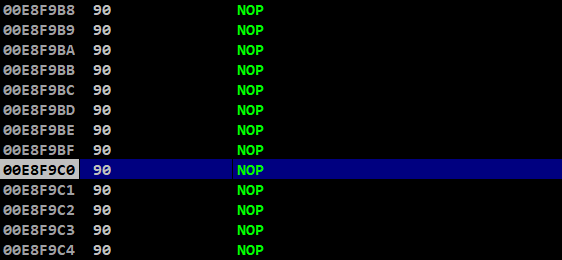 00E8F9B8 90 NOP
00E8F9B9 90 NOP
00E8F9BA 90 NOP
00E8F9BB 90 NOP
00E8F9BC 90 NOP
00E8F9BD 90 NOP
00E8F9BE 90 NOP
00E8F9BF 90 NOP
00E8F9C0 90 NOP
00E8F9C1 90 NOP
00E8F9C2 90 NOP
00E8F9C3 90 NOP
00E8F9C4 90 NOP